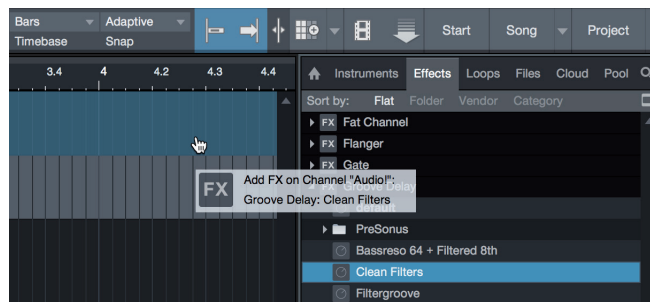 Bars Adaptive
Timebase Snap
Start Song Project
3.4 4 4.2 4.3 4.4
Instruments Effects Loops Files Cloud Pool
Sort by: Flat Folder Vendor Category
FX Fat Channel
FX Flanger
FX Gate
FX Groove Delay
FX
Add FX on Channel "Audio!":
Groove Delay: Clean Filters
default
PreSonus
Bassreso 64 + Filtered 8th
Clean Filters
Filtergroove